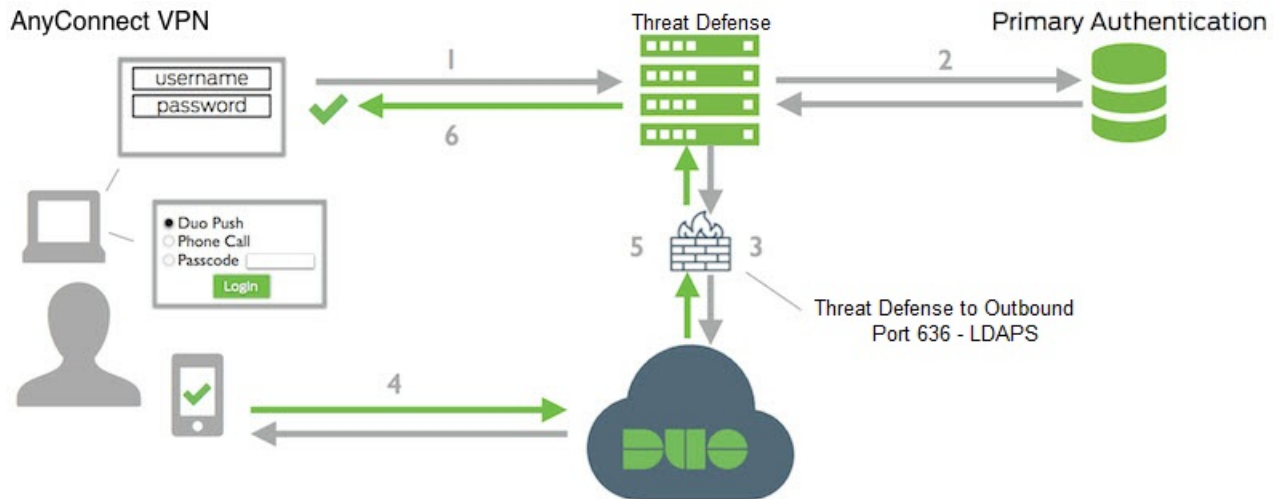 AnyConnect VPN
Threat Defense
Primary Authentication
username
password
1
2
6
Duo Push
Phone Call
Passcode
Login
5
3
Threat Defense to Outbound
Port 636 - LDAPS
4
DUO